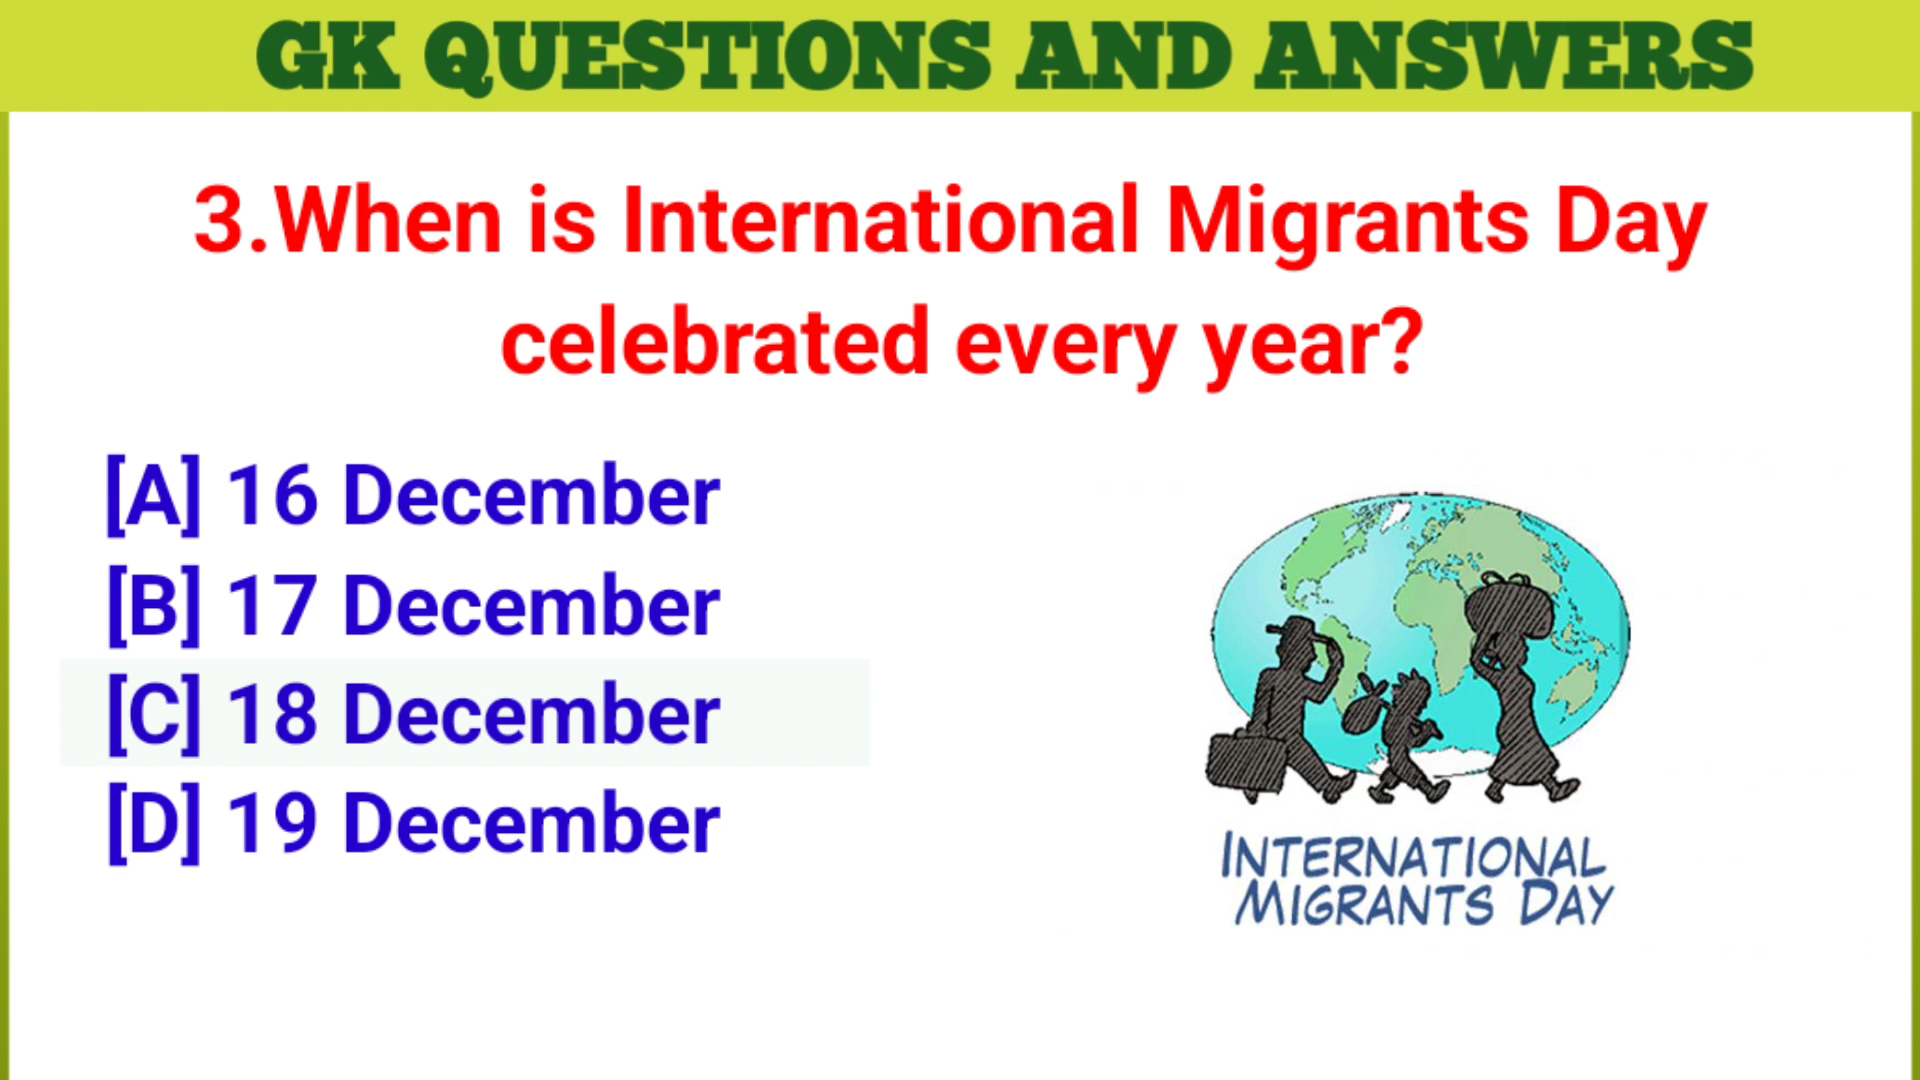 GK QUESTIONS AND ANSWERS
3.When is International Migrants Day
celebrated every year?
[A] 16 December
[B] 17 December
[C] 18 December
[D] 19 December
INTERNATIONAL
MIGRANTS DAY